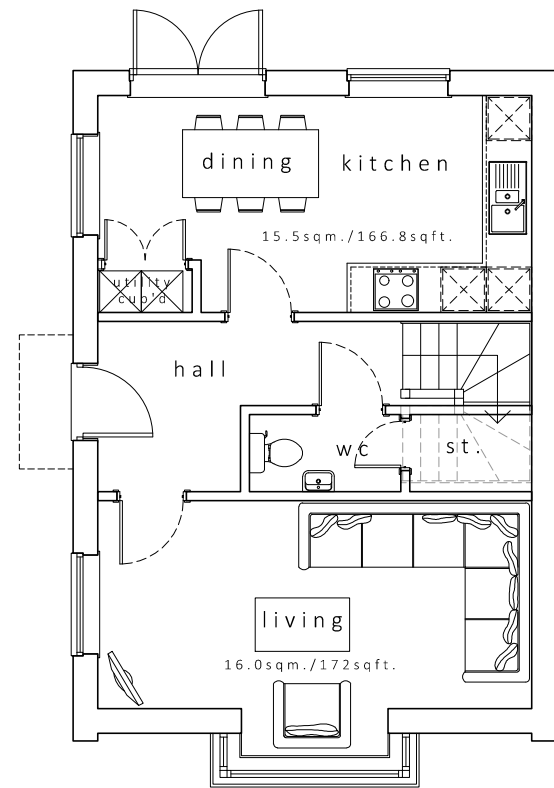 dining
kitchen
15.5sqm./166.8sqft.
utility
cup'd
hall
wc
st.
living
16.0sqm./172sqft.